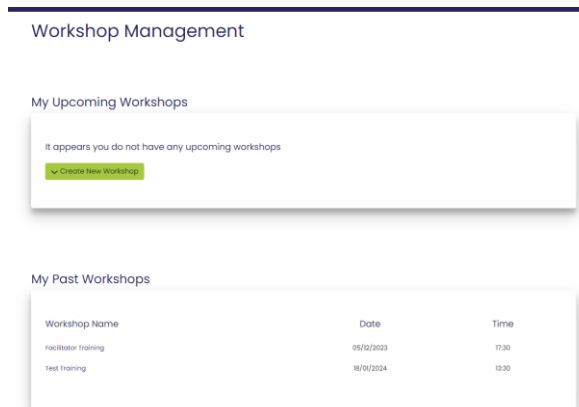 Workshop Management
My Upcoming Workshops
It appears you do not have any upcoming workshops
Create New Workshop
My Past Workshops
Workshop Name Date Time
Facilitator Training 05/12/2023 17:30
Test Training 18/01/2024 13:30